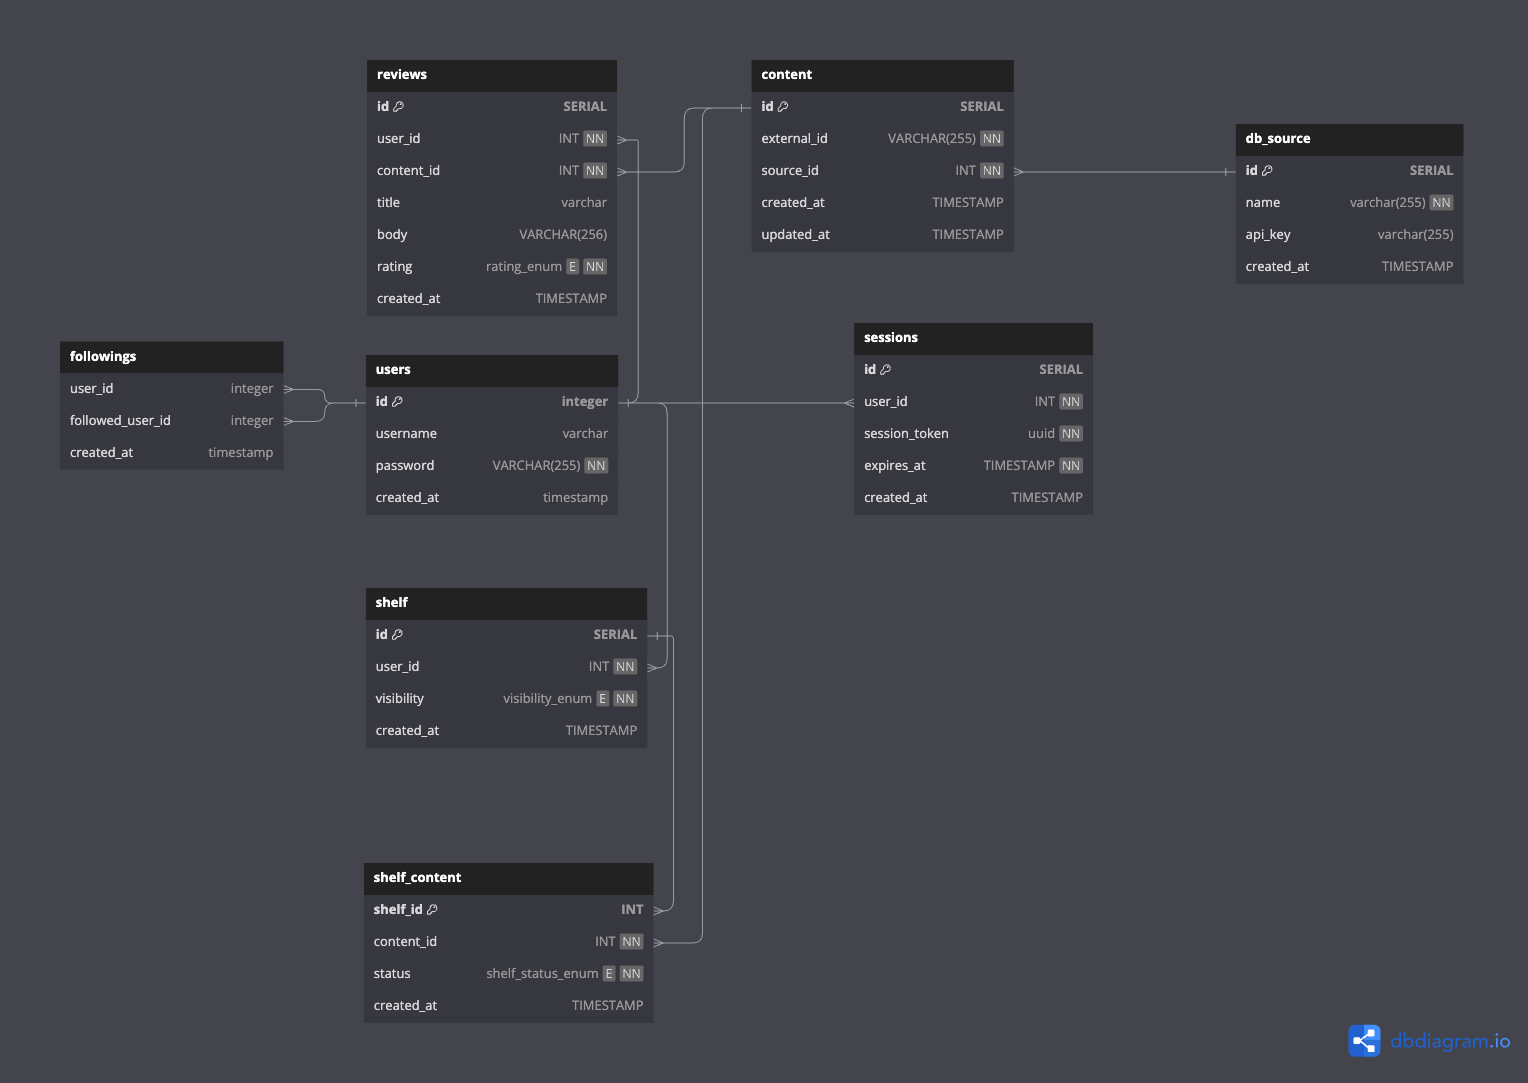 reviews
id SERIAL
user_id INT NN
content_id INT NN
title varchar
body VARCHAR(256)
rating rating_enum E NN
created_at TIMESTAMP
content
id SERIAL
external_id VARCHAR(255) NN
source_id INT NN
created_at TIMESTAMP
updated_at TIMESTAMP
db_source
id SERIAL
name varchar(255) NN
api_key varchar(255)
created_at TIMESTAMP
followings
user_id integer
followed_user_id integer
created_at timestamp
users
id integer
username varchar
password VARCHAR(255) NN
created_at timestamp
sessions
id SERIAL
user_id INT NN
session_token uuid NN
expires_at TIMESTAMP NN
created_at TIMESTAMP
shelf
id SERIAL
user_id INT NN
visibility visibility_enum E NN
created_at TIMESTAMP
shelf_content
shelf_id INT
content_id INT NN
status shelf_status_enum E NN
created_at TIMESTAMP
dbdiagram.io